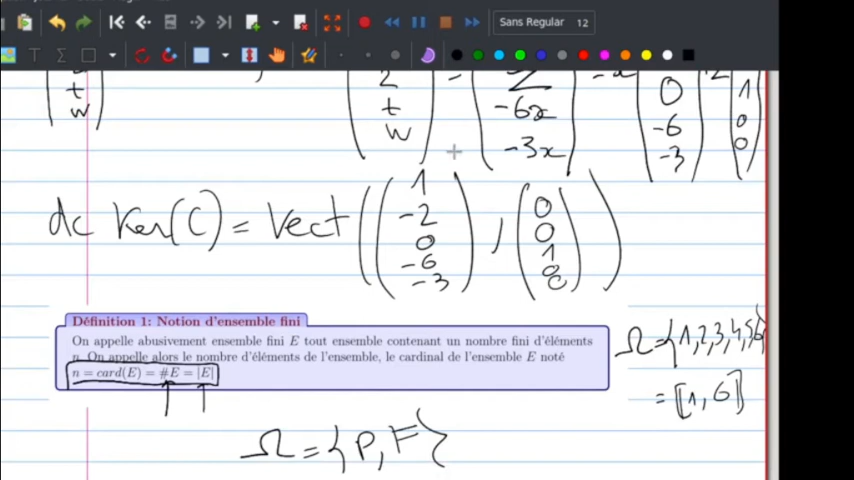 Sans Regular 12
t
w
2
t
w
-6x
-3x
0
-6
-3
1
0
0
dc Ker(C) = Vect
1
-2
0
-6
-3
,
0
0
1
0
0
Définition 1: Notion d'ensemble fini
On appelle abusivement ensemble fini E tout ensemble contenant un nombre fini d'éléments
n. On appelle alors le nombre d'éléments de l'ensemble, le cardinal de l'ensemble E noté
n = card(E) = #E = |E|
Ω = {1,2,3,4,5,6}
= ⟦1, 6⟧
Ω = {P, F}